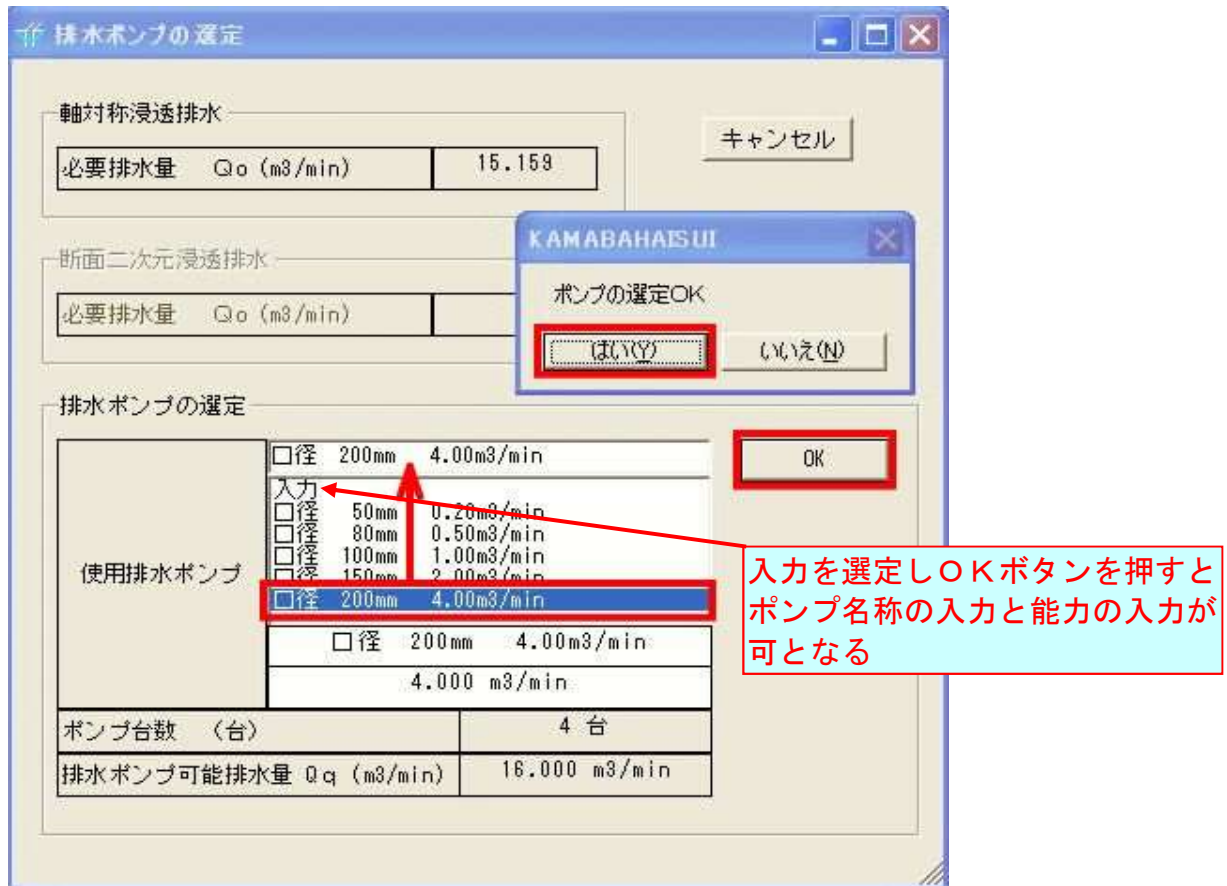 排水ポンプの選定
軸対称浸透排水
必要排水量 Qo (m3/min) 15.159
キャンセル
断面二次元浸透排水
必要排水量 Qo (m3/min)
KAMABAHAISUI
ポンプの選定OK
はい(Y) いいえ(N)
排水ポンプの選定
使用排水ポンプ
口径 200mm 4.00m3/min
入力
口径 50mm 0.20m3/min
口径 80mm 0.50m3/min
口径 100mm 1.00m3/min
口径 150mm 2.00m3/min
口径 200mm 4.00m3/min
口径 200mm 4.00m3/min
4.000 m3/min
ポンプ台数 (台) 4 台
排水ポンプ可能排水量 Qq (m3/min) 16.000 m3/min
OK
入力を選定しOKボタンを押すと
ポンプ名称の入力と能力の入力が
可となる